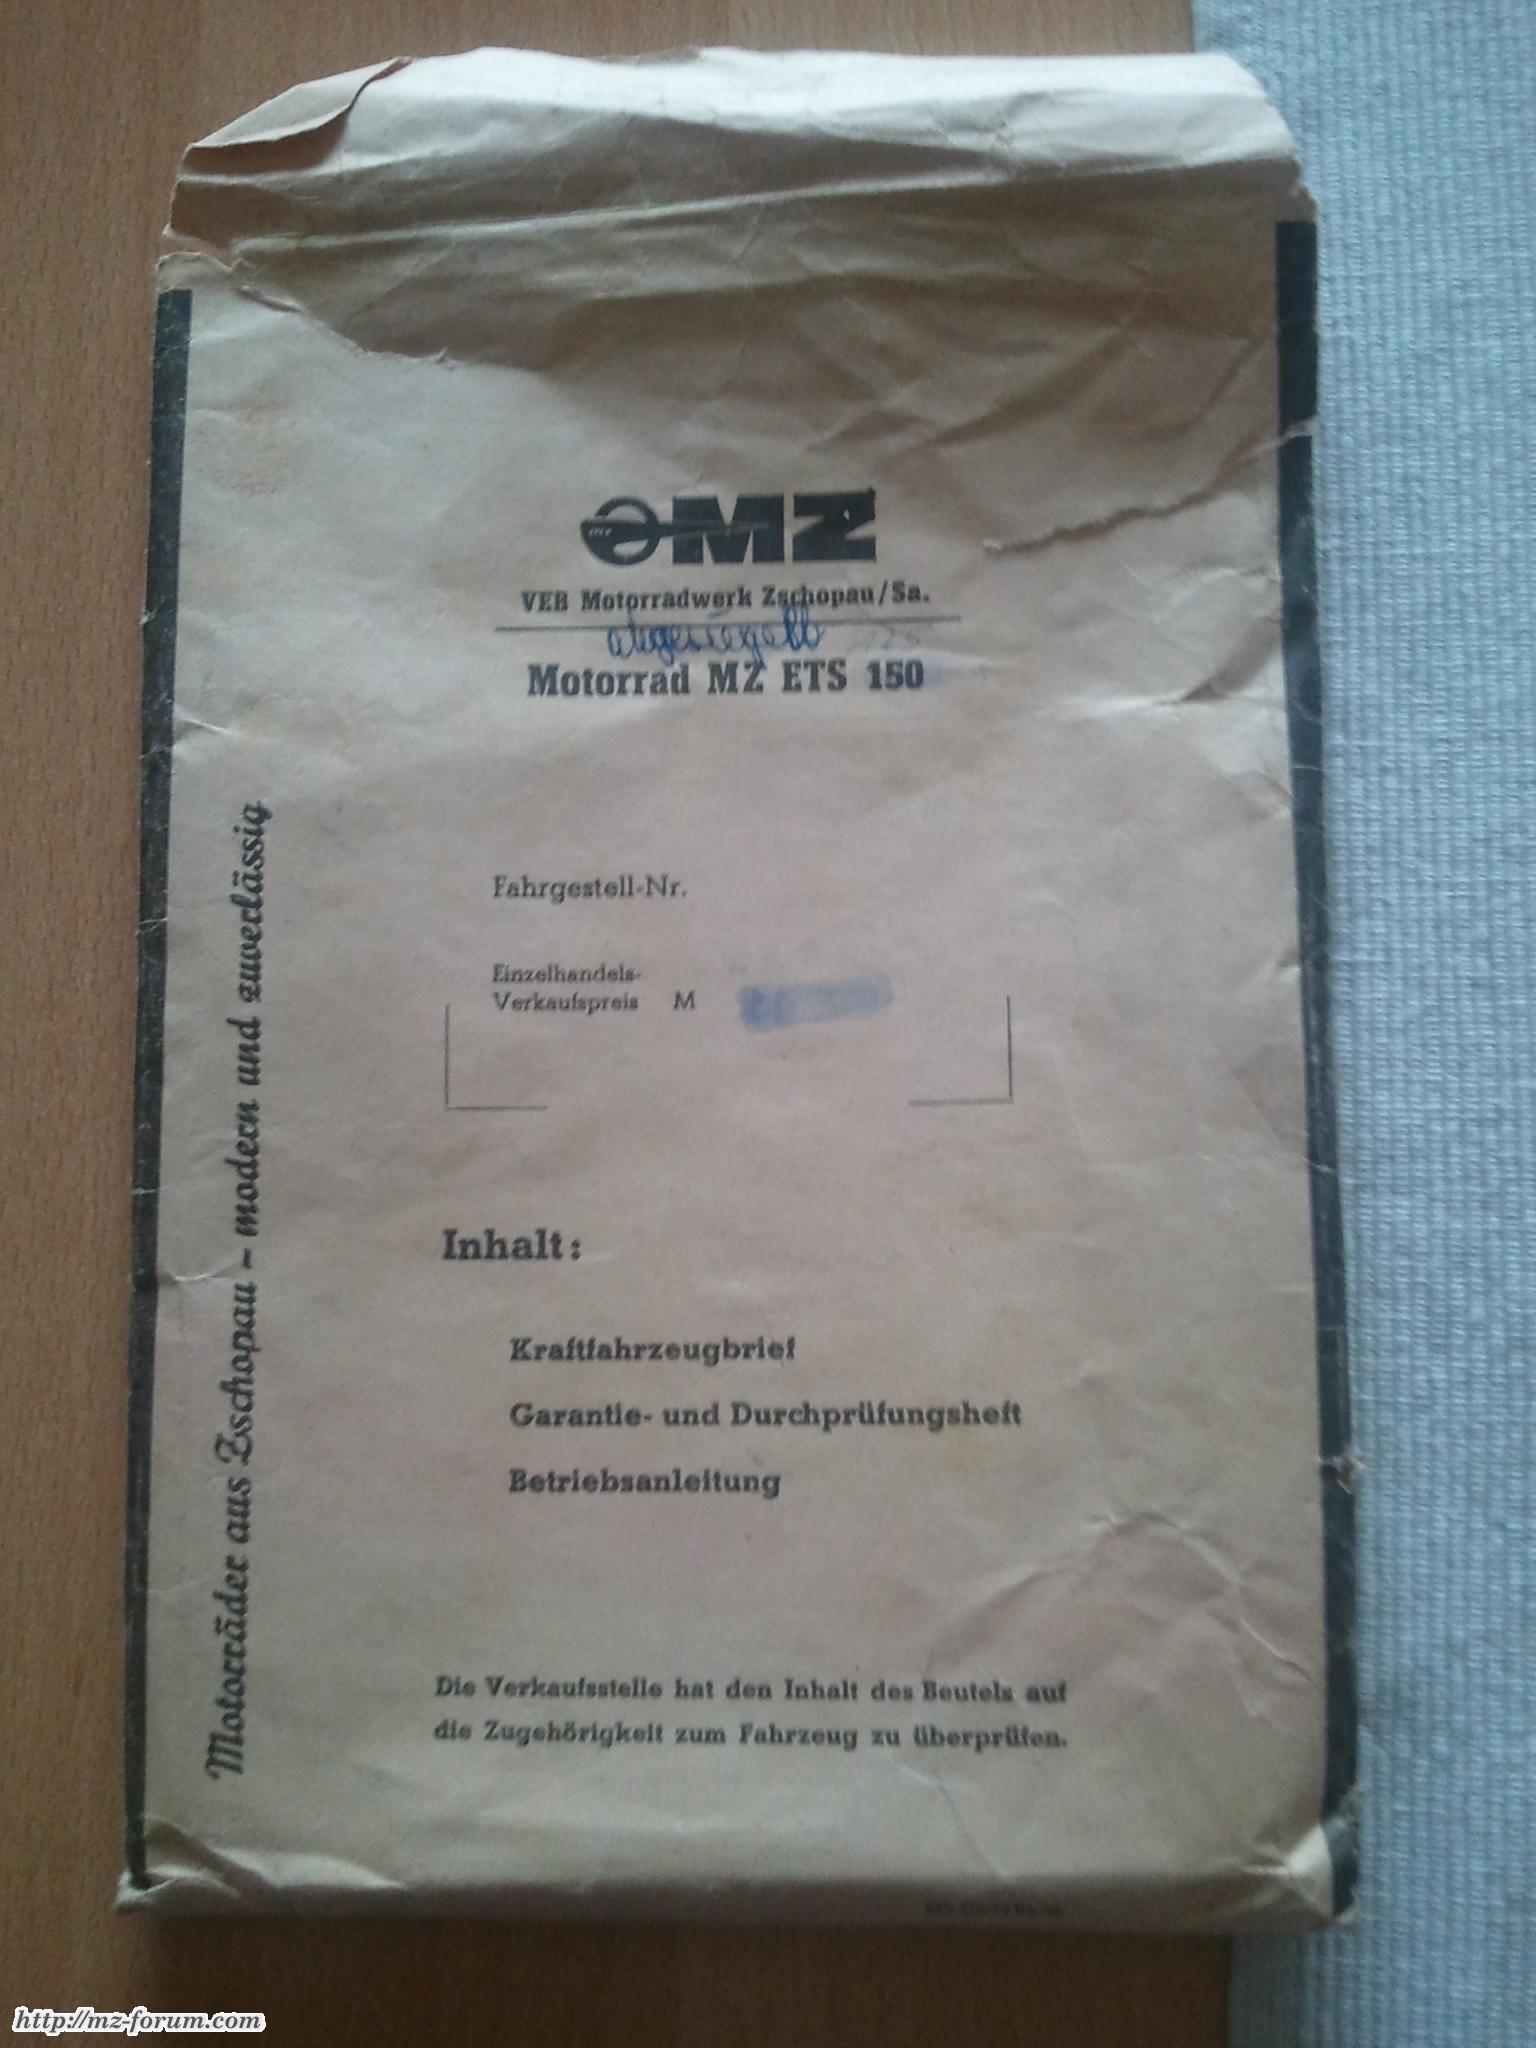 MZ
VEB Motorradwerk Zschopau/Sa.
Motorrad MZ ETS 150
Fahrgestell-Nr.
Einzelhandels-
Verkaufspreis M
Inhalt:
Kraftfahrzeugbrief
Garantie- und Durchprüfungsheft
Betriebsanleitung
Die Verkaufsstelle hat den Inhalt des Beutels auf
die Zugehörigkeit zum Fahrzeug zu überprüfen.
Motorräder aus Zschopau – modern und zuverlässig
http://mz-forum.com